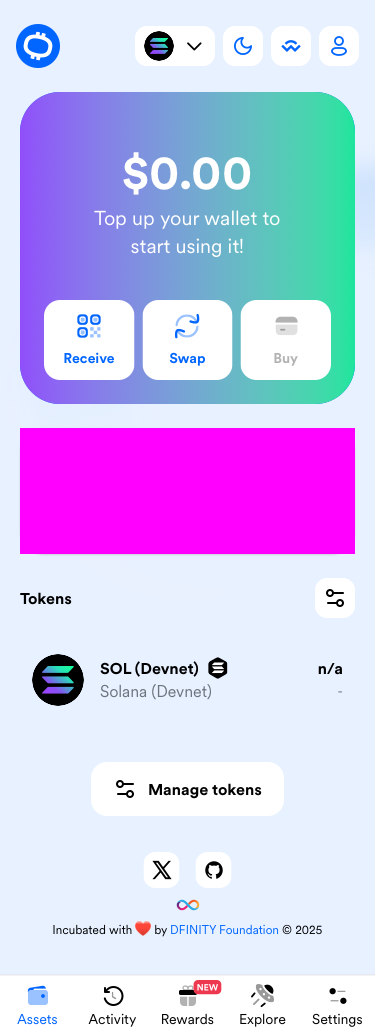 $0.00
Top up your wallet to
start using it!
Receive
Swap
Buy
Tokens
SOL (Devnet)
n/a
Solana (Devnet)
-
Manage tokens
Incubated with ❤️ by DFINITY Foundation © 2025
NEW
Assets
Activity
Rewards
Explore
Settings